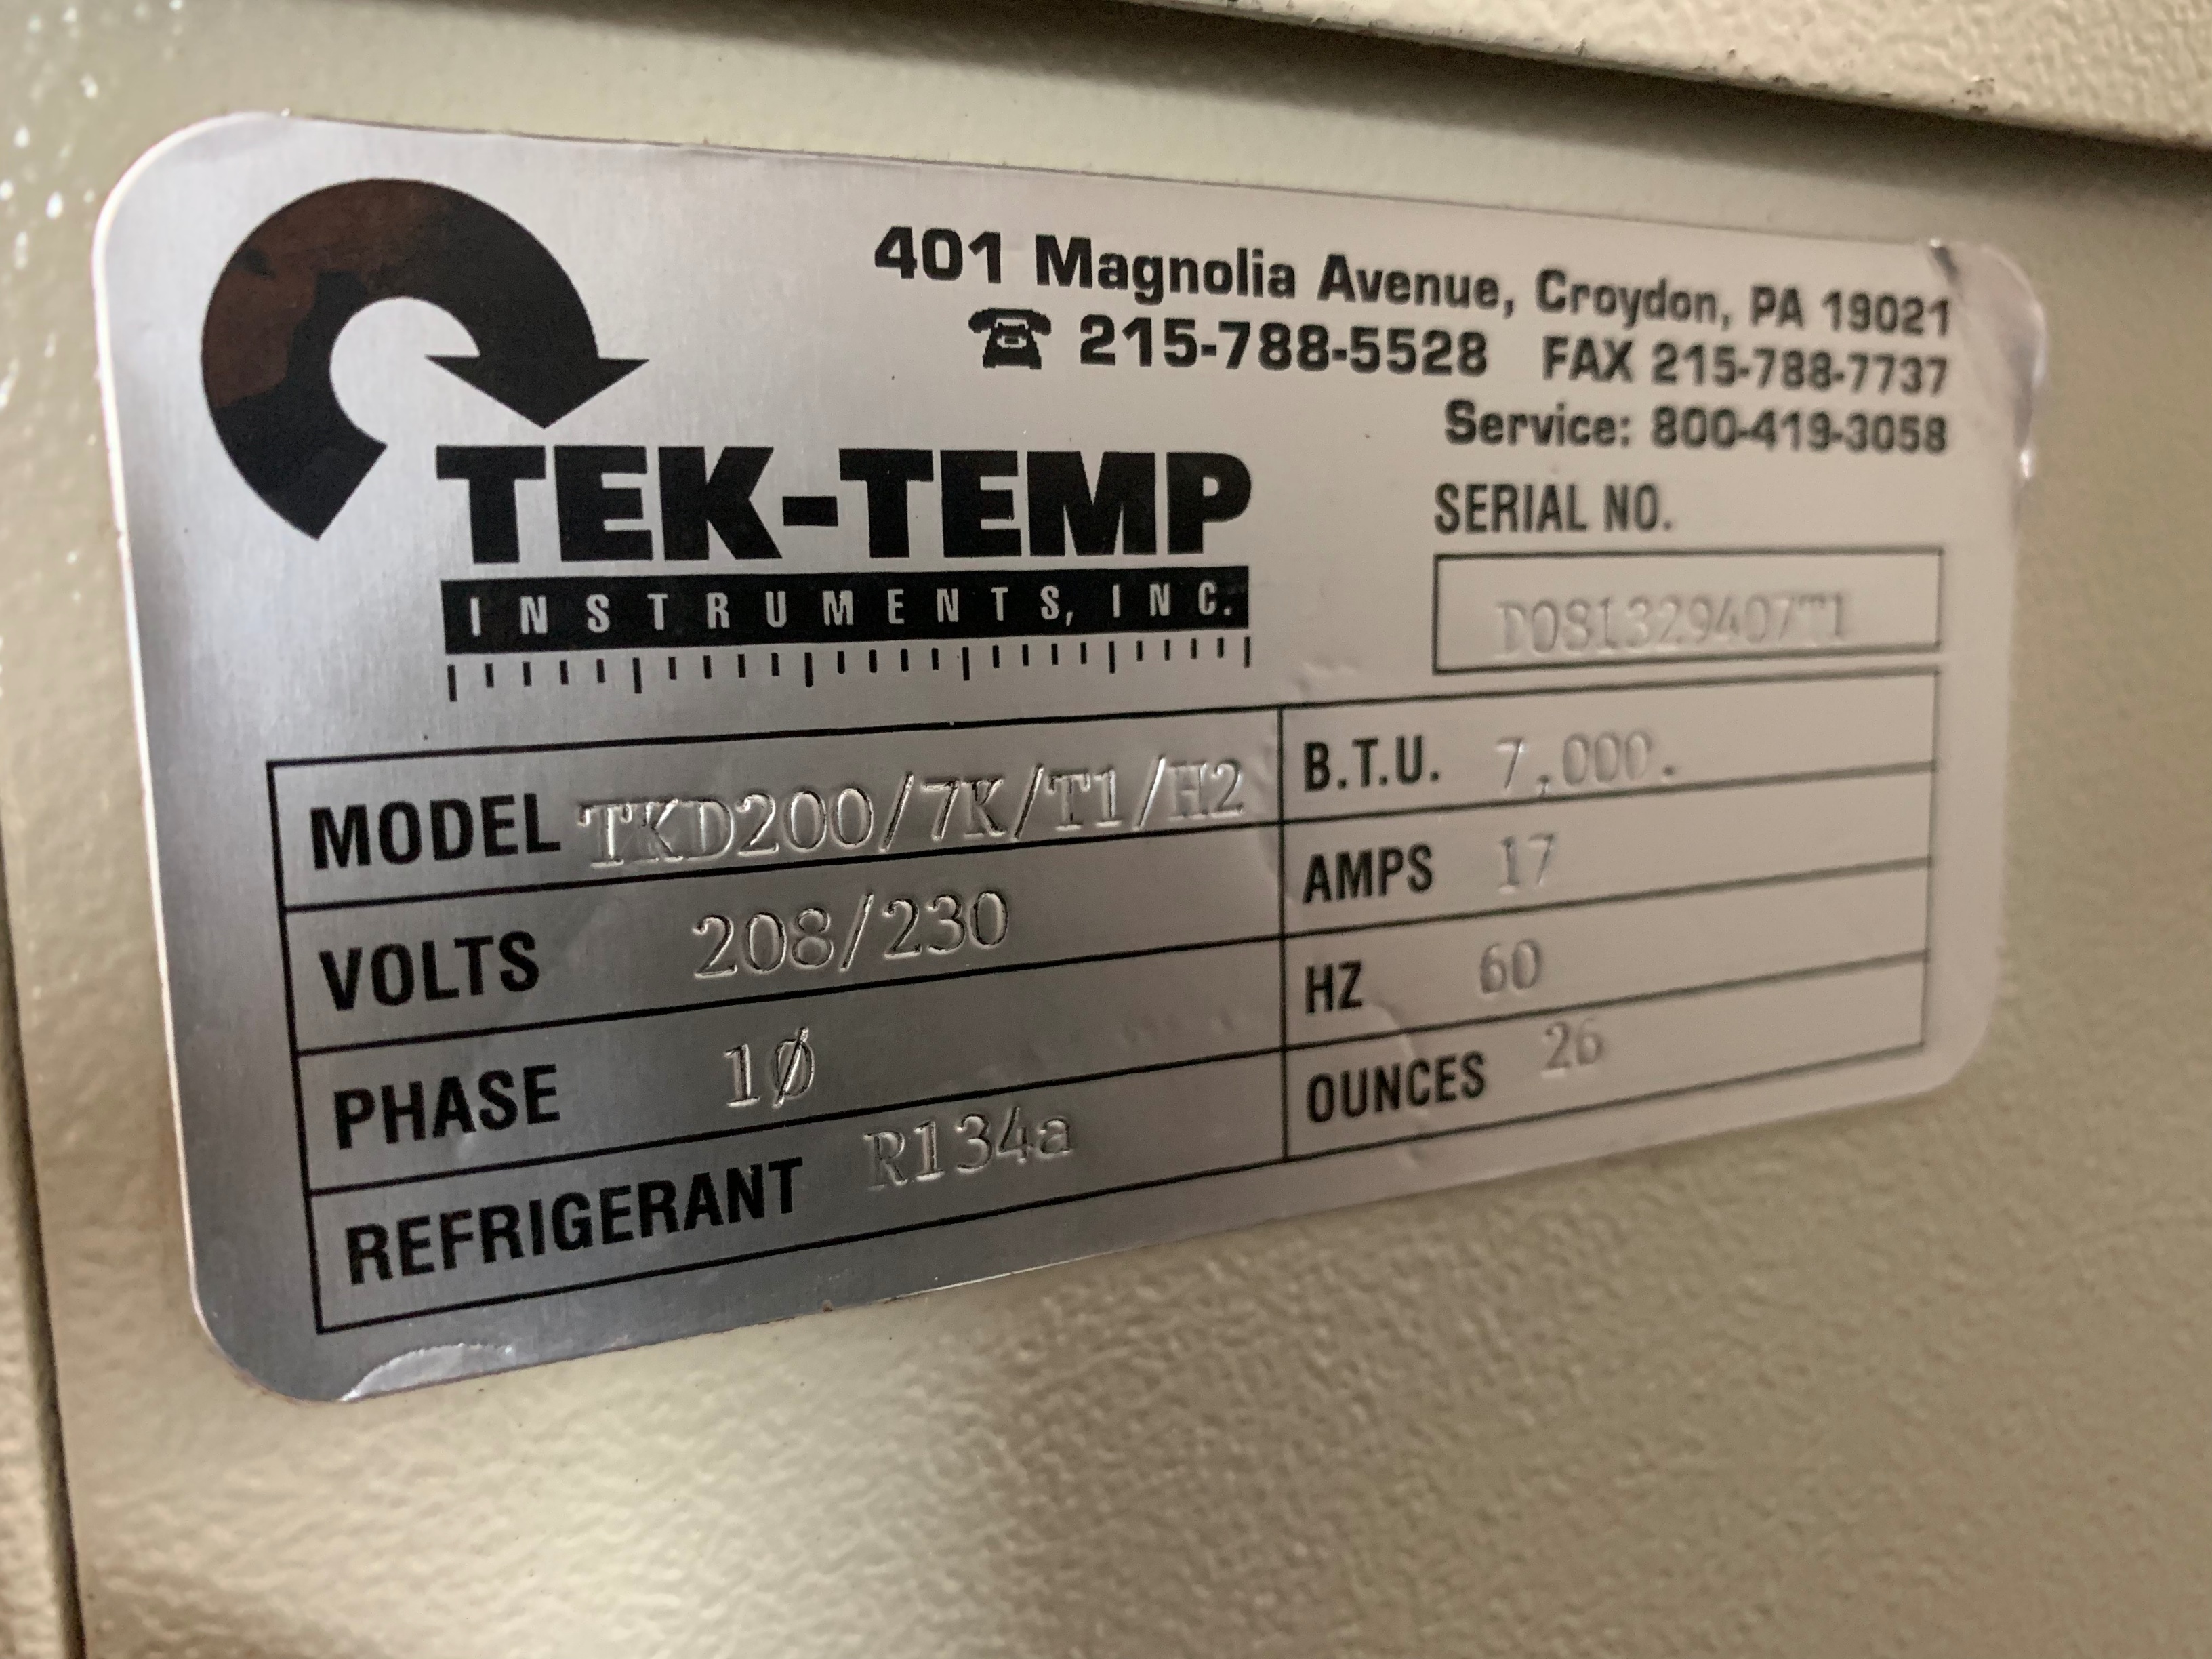 401 Magnolia Avenue, Croydon, PA 19021
☎ 215-788-5528 FAX 215-788-7737
Service: 800-419-3058
TEK-TEMP
INSTRUMENTS, INC.
SERIAL NO.
D081329407T1
MODEL TKD200/7K/T1/H2
B.T.U. 7,000.
VOLTS 208/230
AMPS 17
PHASE 1Ø
HZ 60
REFRIGERANT R134a
OUNCES 26